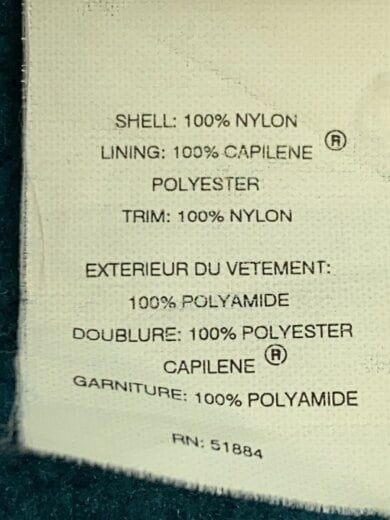 SHELL: 100% NYLON
LINING: 100% CAPILENE ®
POLYESTER
TRIM: 100% NYLON
EXTERIEUR DU VETEMENT:
100% POLYAMIDE
DOUBLURE: 100% POLYESTER
CAPILENE ®
GARNITURE: 100% POLYAMIDE
RN: 51884